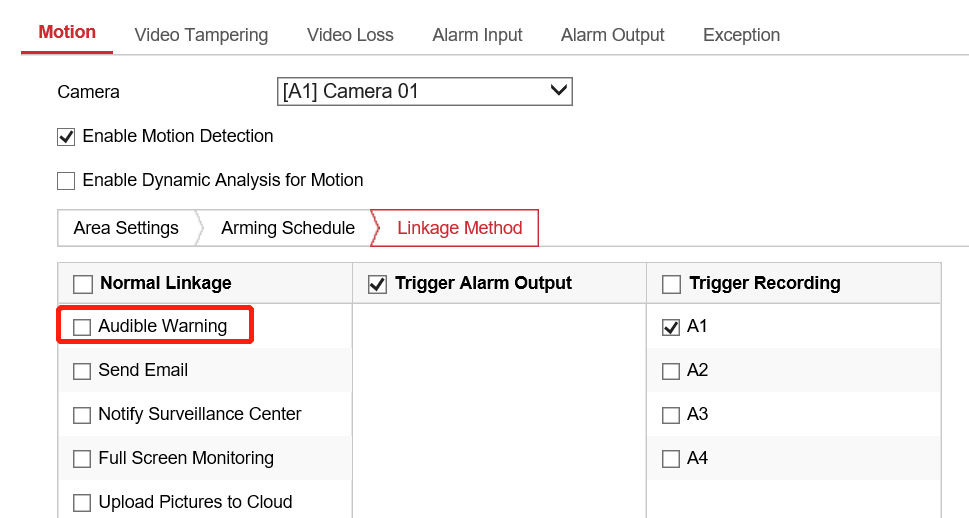 Motion Video Tampering Video Loss Alarm Input Alarm Output Exception
Camera [A1] Camera 01
Enable Motion Detection
Enable Dynamic Analysis for Motion
Area Settings Arming Schedule Linkage Method
Normal Linkage Trigger Alarm Output Trigger Recording
Audible Warning A1
Send Email A2
Notify Surveillance Center A3
Full Screen Monitoring A4
Upload Pictures to Cloud